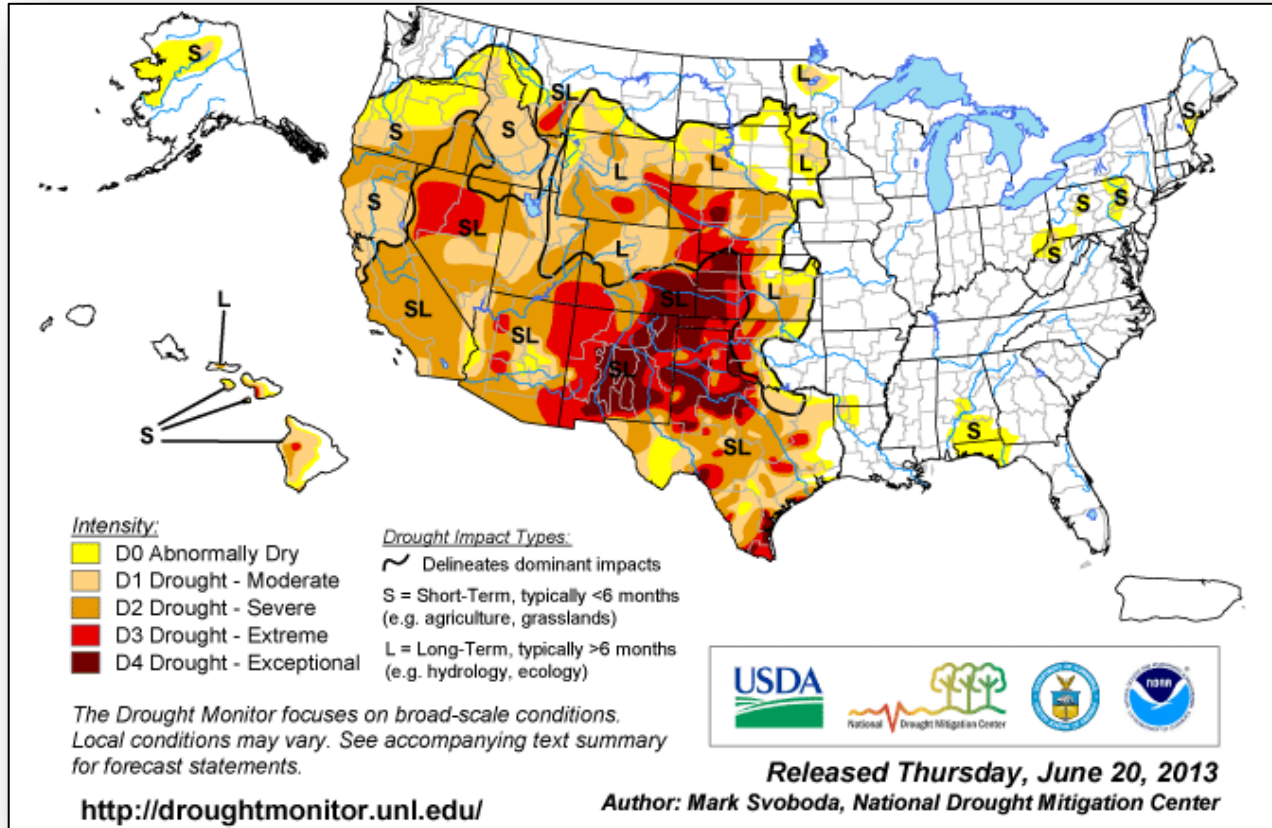 S
SL
S
S
S
SL
SL
L
L
L
L
L
L
SL
SL
SL
SL
SL
S
S
S
S
S
L
S
Intensity:
D0 Abnormally Dry
D1 Drought - Moderate
D2 Drought - Severe
D3 Drought - Extreme
D4 Drought - Exceptional
Drought Impact Types:
Delineates dominant impacts
S = Short-Term, typically <6 months
(e.g. agriculture, grasslands)
L = Long-Term, typically >6 months
(e.g. hydrology, ecology)
The Drought Monitor focuses on broad-scale conditions.
Local conditions may vary. See accompanying text summary
for forecast statements.
http://droughtmonitor.unl.edu/
USDA
National Drought Mitigation Center
noaa
Released Thursday, June 20, 2013
Author: Mark Svoboda, National Drought Mitigation Center